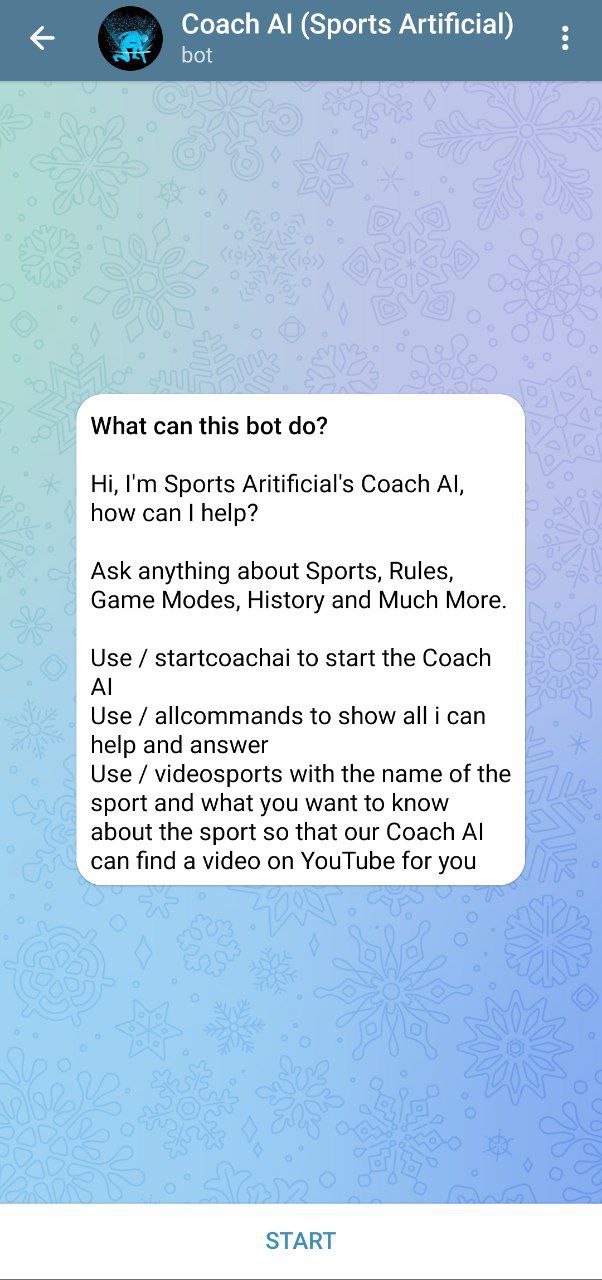 Coach AI (Sports Artificial)
bot
What can this bot do?
Hi, I'm Sports Aritificial's Coach AI,
how can I help?
Ask anything about Sports, Rules,
Game Modes, History and Much More.
Use / startcoachai to start the Coach
AI
Use / allcommands to show all i can
help and answer
Use / videosports with the name of the
sport and what you want to know
about the sport so that our Coach AI
can find a video on YouTube for you
START